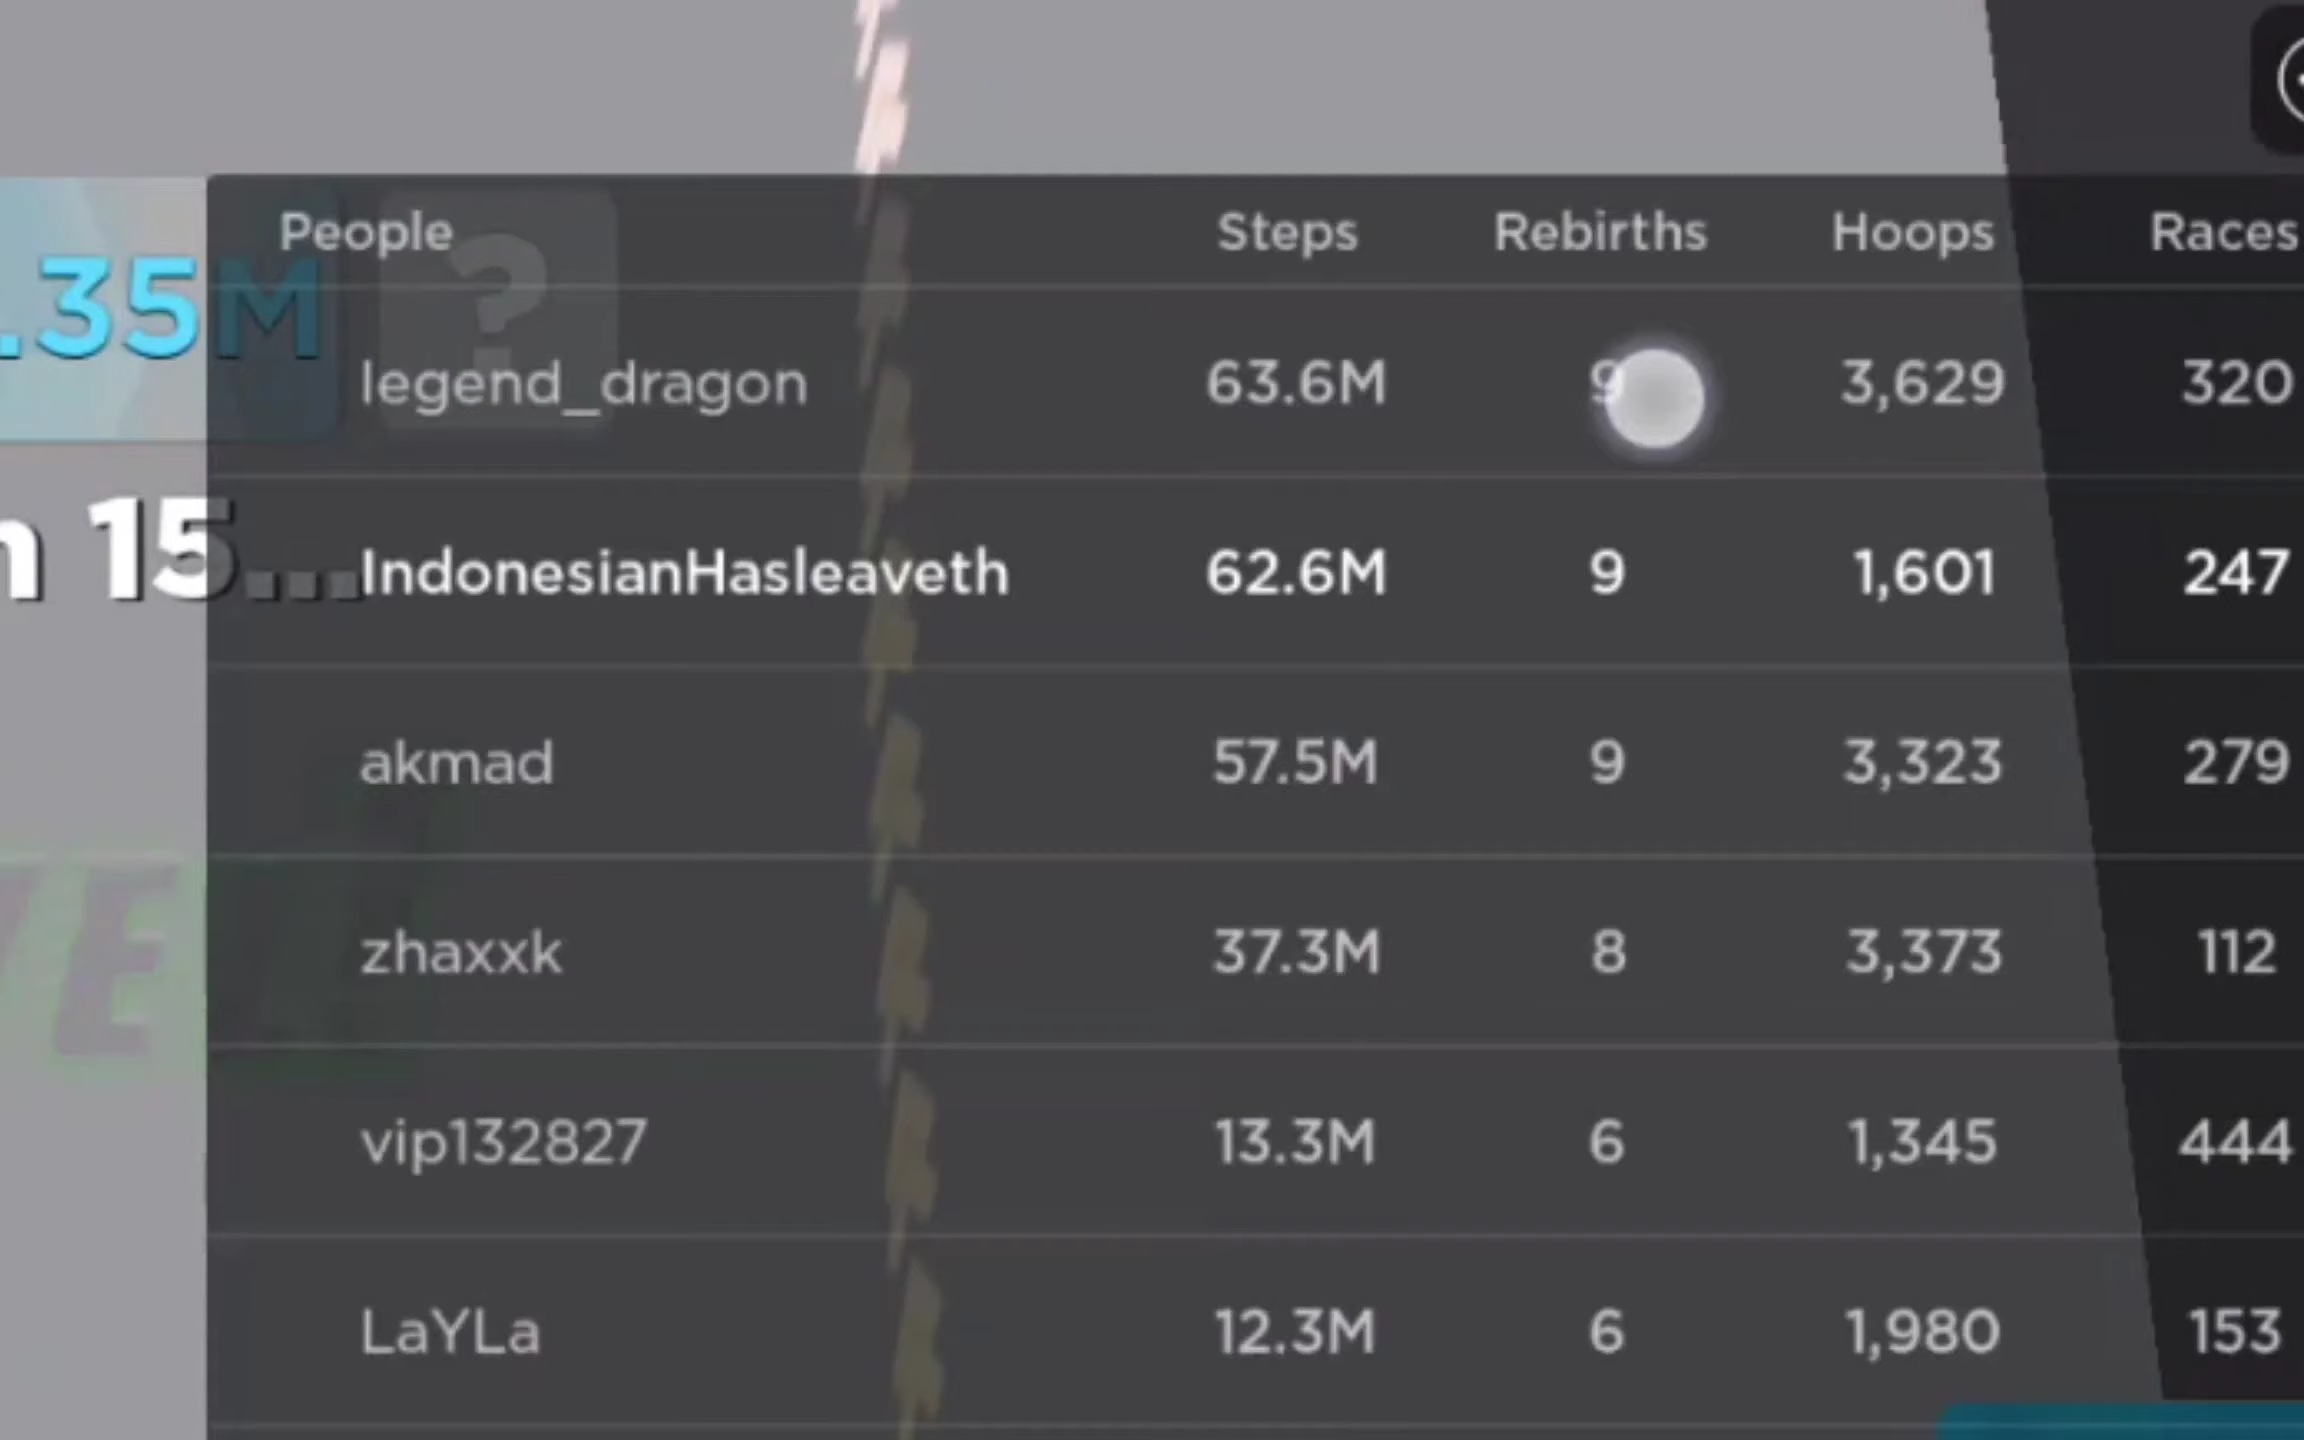 People Steps Rebirths Hoops Races
.35M ?
legend_dragon 63.6M 9 3,629 320
15...
IndonesianHasleaveth 62.6M 9 1,601 247
akmad 57.5M 9 3,323 279
zhaxxk 37.3M 8 3,373 112
vip132827 13.3M 6 1,345 444
LaYLa 12.3M 6 1,980 153